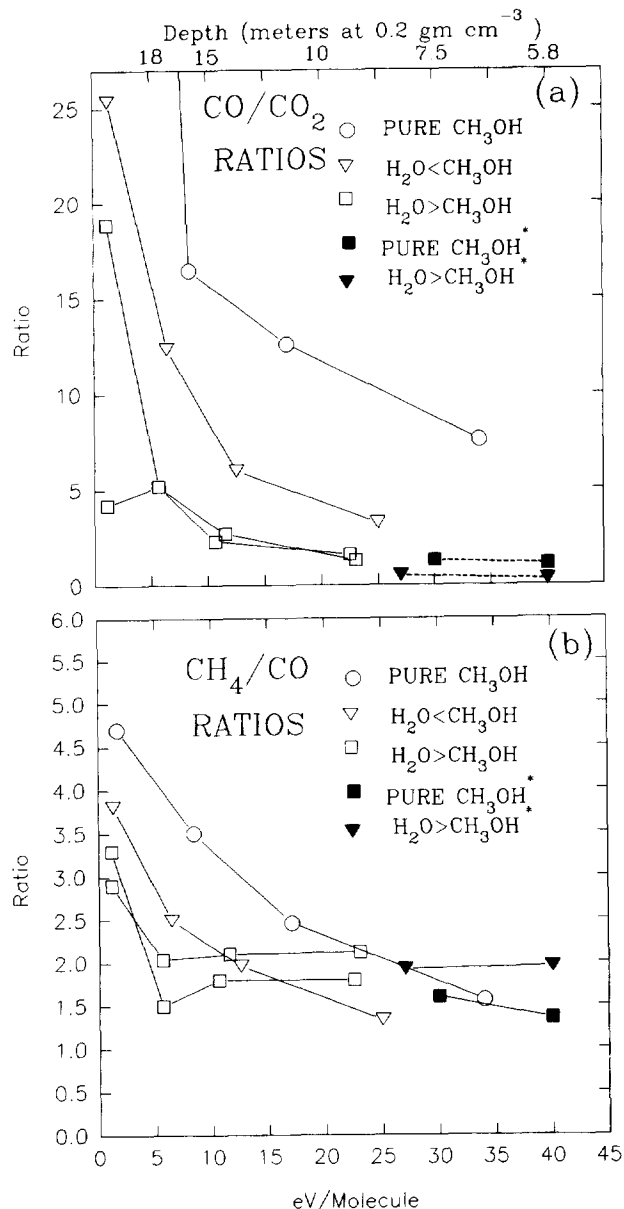 Depth (meters at 0.2 gm cm⁻³)
18 15 10 7.5 5.8
(a)
CO/CO₂
RATIOS
PURE CH₃OH
H₂O<CH₃OH
H₂O>CH₃OH
PURE CH₃OH*
H₂O>CH₃OH*
25
20
15
10
5
0
Ratio
(b)
CH₄/CO
RATIOS
PURE CH₃OH
H₂O<CH₃OH
H₂O>CH₃OH
PURE CH₃OH*
H₂O>CH₃OH*
6.0
5.5
5.0
4.5
4.0
3.5
3.0
2.5
2.0
1.5
1.0
0.5
0.0
Ratio
0 5 10 15 20 25 30 35 40 45
eV/Molecule